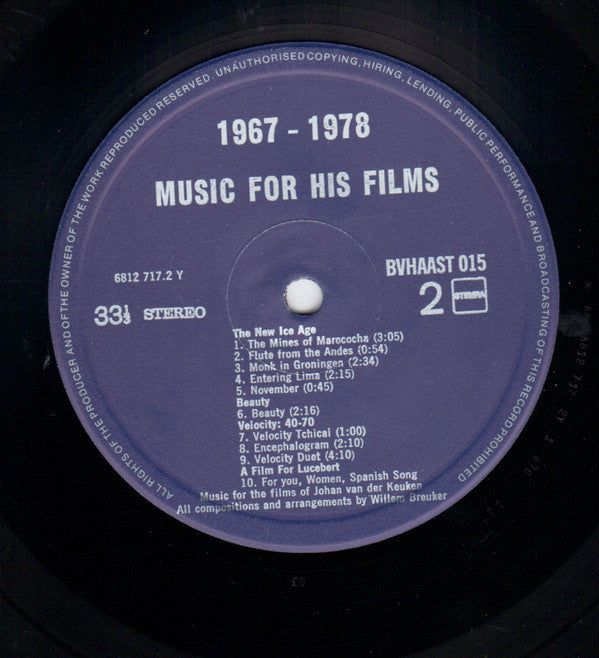 ALL RIGHTS OF THE PRODUCER AND OF THE OWNER OF THE WORK REPRODUCED RESERVED. UNAUTHORISED COPYING, HIRING, LENDING, PUBLIC PERFORMANCE AND BROADCASTING OF THIS RECORD PROHIBITED
1967 - 1978
MUSIC FOR HIS FILMS
6812 717.2 Y
BVHAAST 015
33⅓ STEREO
2 STEMRA
The New Ice Age
1. The Mines of Marococha (3:05)
2. Flute from the Andes (0:54)
3. Monk in Groningen (2:34)
4. Entering Lima (2:15)
5. November (0:45)
Beauty
6. Beauty (2:16)
Velocity: 40-70
7. Velocity Tchicai (1:00)
8. Encephalogram (2:10)
9. Velocity Duet (4:10)
A Film For Lucebert
10. For you, Women, Spanish Song
Music for the films of Johan van der Keuken
All compositions and arrangements by Willem Breuker